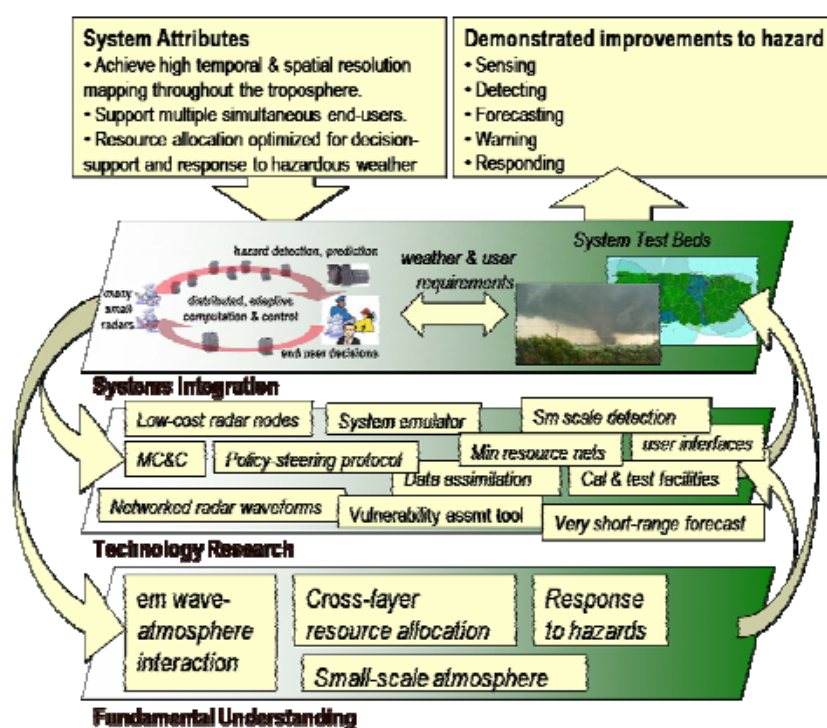 System Attributes
• Achieve high temporal & spatial resolution
mapping throughout the troposphere.
• Support multiple simultaneous end-users.
• Resource allocation optimized for decision-
support and response to hazardous weather
Demonstrated improvements to hazard
• Sensing
• Detecting
• Forecasting
• Warning
• Responding
hazard detection, prediction
many
small
radars
distributed, adaptive
computation & control
end user decisions
weather & user
requirements
System Test Beds
Systems Integration
Low-cost radar nodes
System emulator
Sm scale detection
MC&C
Policy-steering protocol
Min resource nets
user interfaces
Data assimilation
Cal & test facilities
Networked radar waveforms
Vulnerability assmt tool
Very short-range forecast
Technology Research
em wave-
atmosphere
interaction
Cross-layer
resource allocation
Response
to hazards
Small-scale atmosphere
Fundamental Understanding